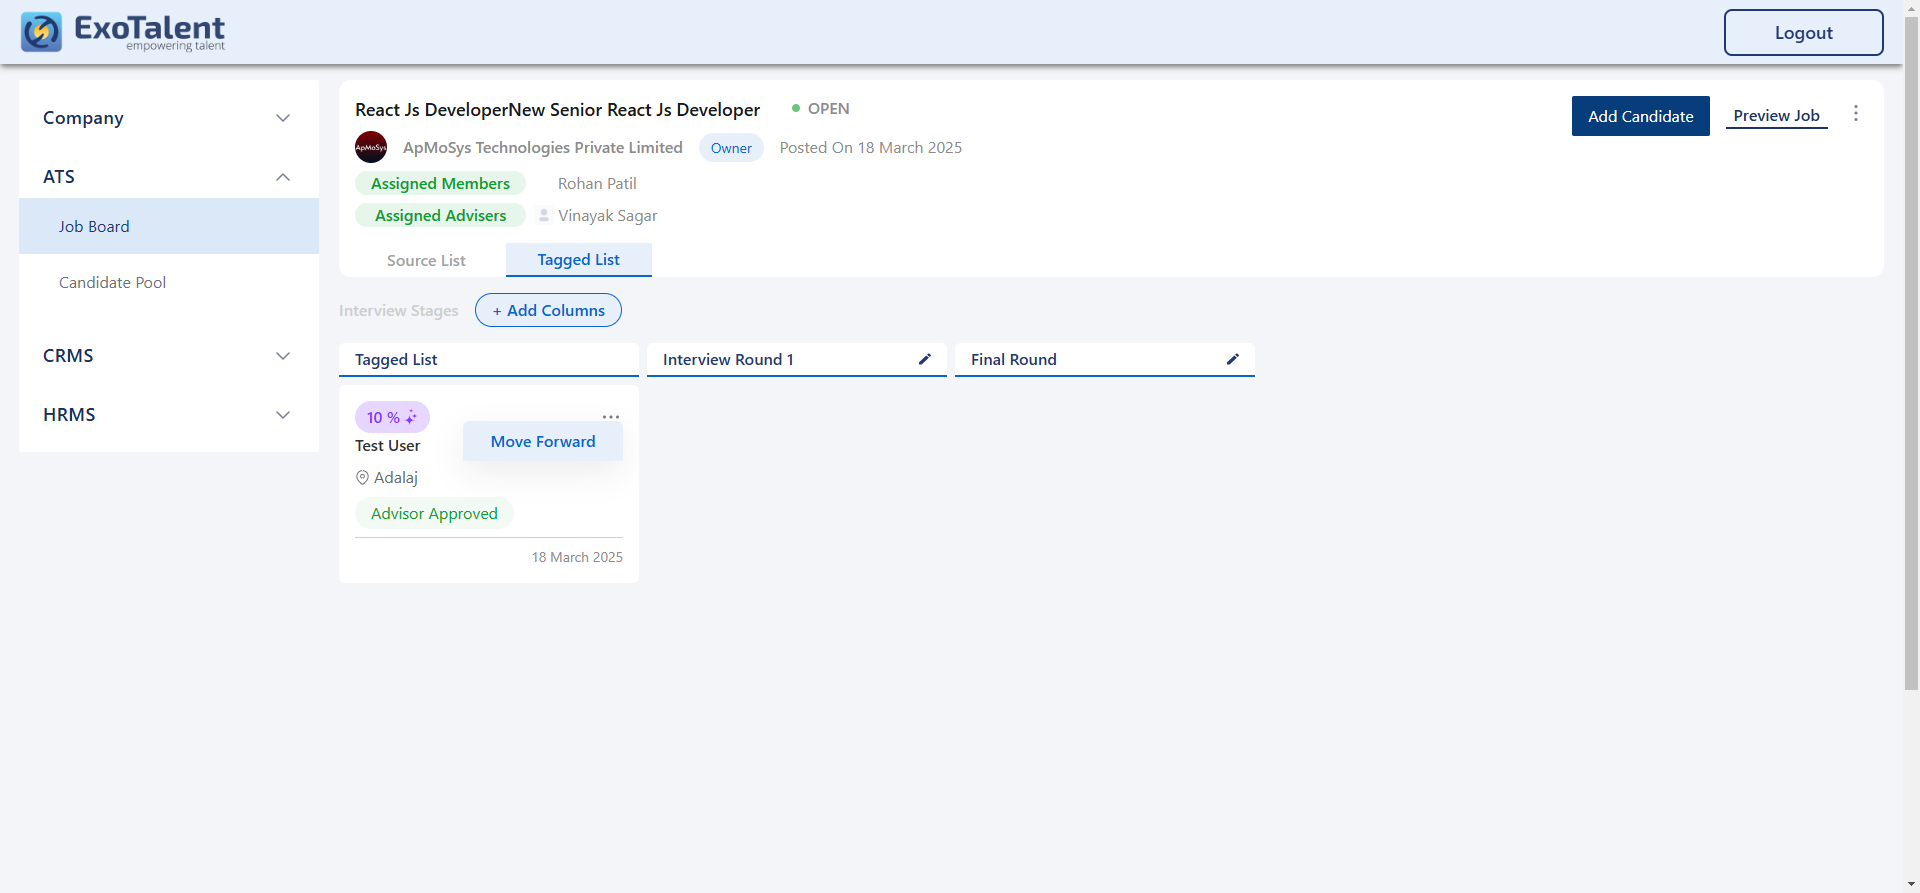 ExoTalent
empowering talent
Logout
Company
ATS
Job Board
Candidate Pool
CRMS
HRMS
React Js DeveloperNew Senior React Js Developer
OPEN
Add Candidate
Preview Job
ApMoSys
ApMoSys Technologies Private Limited
Owner
Posted On 18 March 2025
Assigned Members
Rohan Patil
Assigned Advisers
Vinayak Sagar
Source List
Tagged List
Interview Stages
+ Add Columns
Tagged List
Interview Round 1
Final Round
10 %
Move Forward
Test User
Adalaj
Advisor Approved
18 March 2025